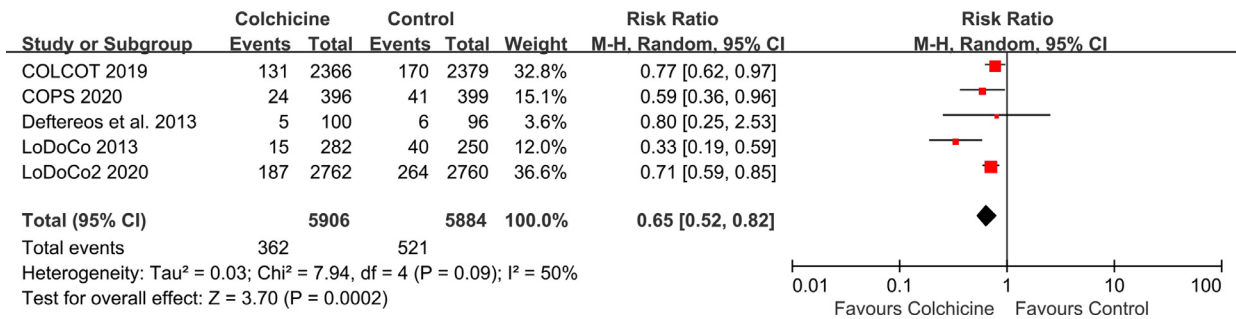 Colchicine Control Risk Ratio Risk Ratio
Study or Subgroup Events Total Events Total Weight M-H, Random, 95% CI M-H, Random, 95% CI
COLCOT 2019 131 2366 170 2379 32.8% 0.77 [0.62, 0.97]
COPS 2020 24 396 41 399 15.1% 0.59 [0.36, 0.96]
Deftereos et al. 2013 5 100 6 96 3.6% 0.80 [0.25, 2.53]
LoDoCo 2013 15 282 40 250 12.0% 0.33 [0.19, 0.59]
LoDoCo2 2020 187 2762 264 2760 36.6% 0.71 [0.59, 0.85]
Total (95% CI) 5906 5884 100.0% 0.65 [0.52, 0.82]
Total events 362 521
Heterogeneity: Tau² = 0.03; Chi² = 7.94, df = 4 (P = 0.09); I² = 50%
Test for overall effect: Z = 3.70 (P = 0.0002)
0.01 0.1 1 10 100
Favours Colchicine Favours Control